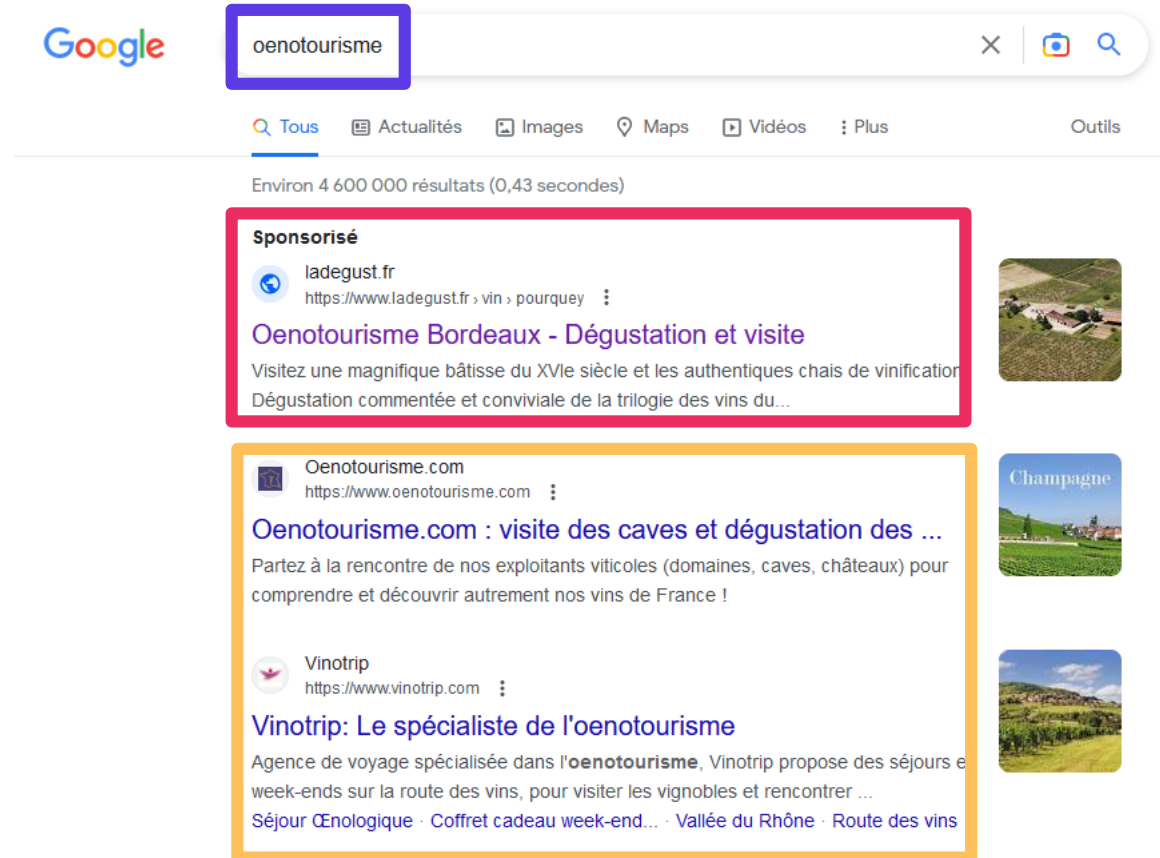 Google
oenotourisme
Tous Actualités Images Maps Vidéos Plus Outils
Environ 4 600 000 résultats (0,43 secondes)
Sponsorisé
ladegust.fr
https://www.ladegust.fr › vin › pourquey
Oenotourisme Bordeaux - Dégustation et visite
Visitez une magnifique bâtisse du XVIe siècle et les authentiques chais de vinification
Dégustation commentée et conviviale de la trilogie des vins du...
Oenotourisme.com
https://www.oenotourisme.com
Champagne
Oenotourisme.com : visite des caves et dégustation des ...
Partez à la rencontre de nos exploitants viticoles (domaines, caves, châteaux) pour
comprendre et découvrir autrement nos vins de France !
Vinotrip
https://www.vinotrip.com
Vinotrip: Le spécialiste de l'oenotourisme
Agence de voyage spécialisée dans l'oenotourisme, Vinotrip propose des séjours e
week-ends sur la route des vins, pour visiter les vignobles et rencontrer ...
Séjour Œnologique · Coffret cadeau week-end... · Vallée du Rhône · Route des vins